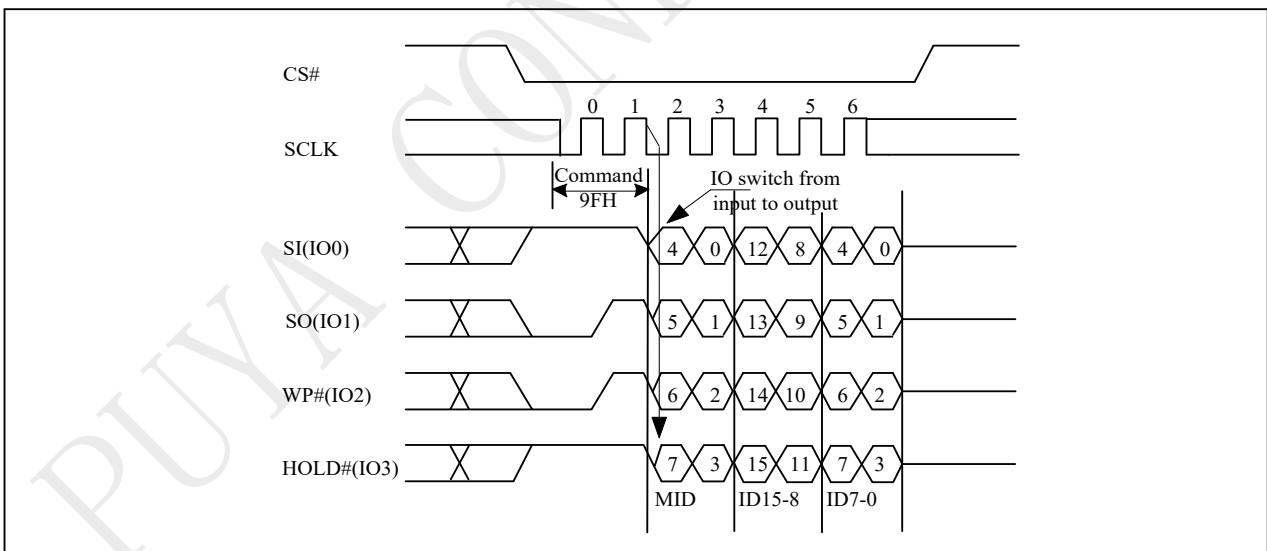 PUYA CON
CS#
0 1 2 3 4 5 6
SCLK
Command
9FH
IO switch from
input to output
SI(IO0)
4 0 12 8 4 0
SO(IO1)
5 1 13 9 5 1
WP#(IO2)
6 2 14 10 6 2
HOLD#(IO3)
7 3 15 11 7 3
MID ID15-8 ID7-0